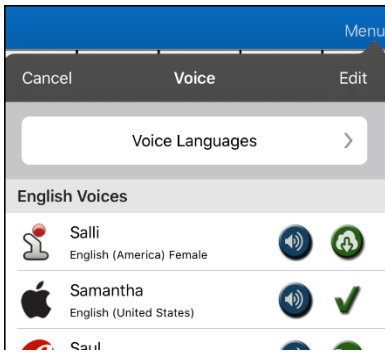 Menu
Cancel Voice Edit
Voice Languages
English Voices
Salli
English (America) Female
Samantha
English (United States)
Saul